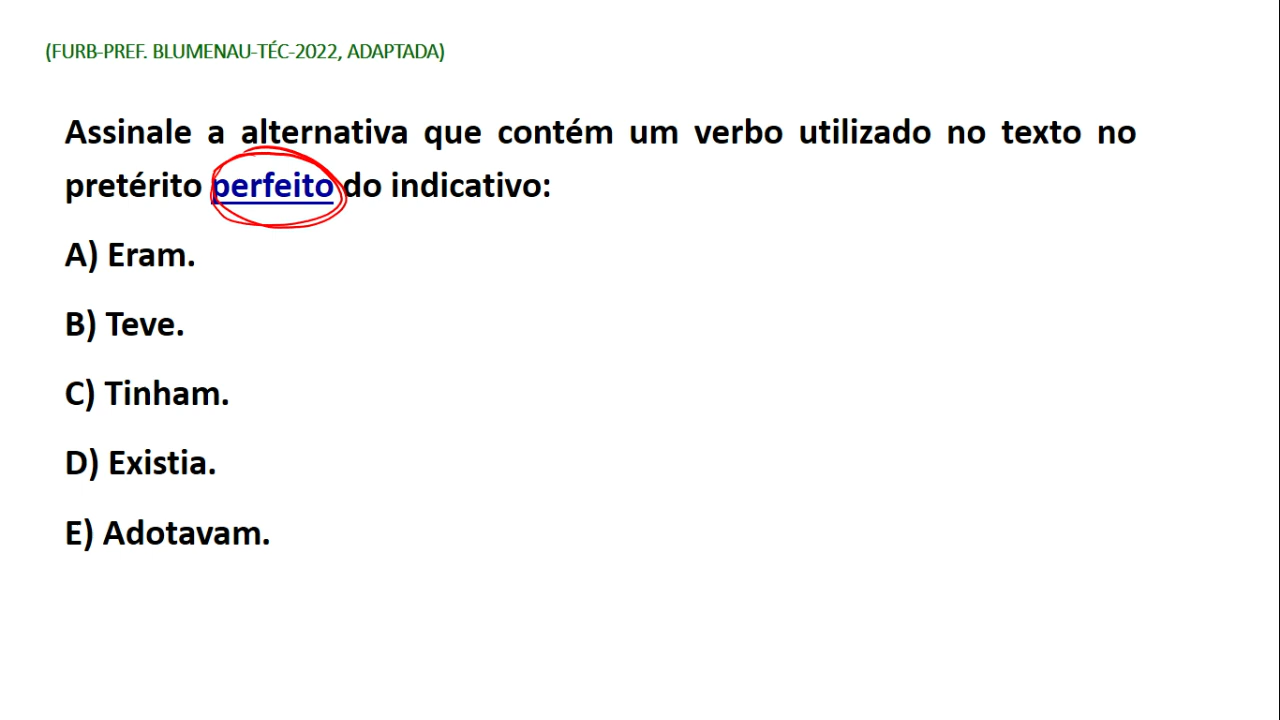 (FURB-PREF. BLUMENAU-TÉC-2022, ADAPTADA)
Assinale a alternativa que contém um verbo utilizado no texto no
pretérito perfeito do indicativo:
A) Eram.
B) Teve.
C) Tinham.
D) Existia.
E) Adotavam.